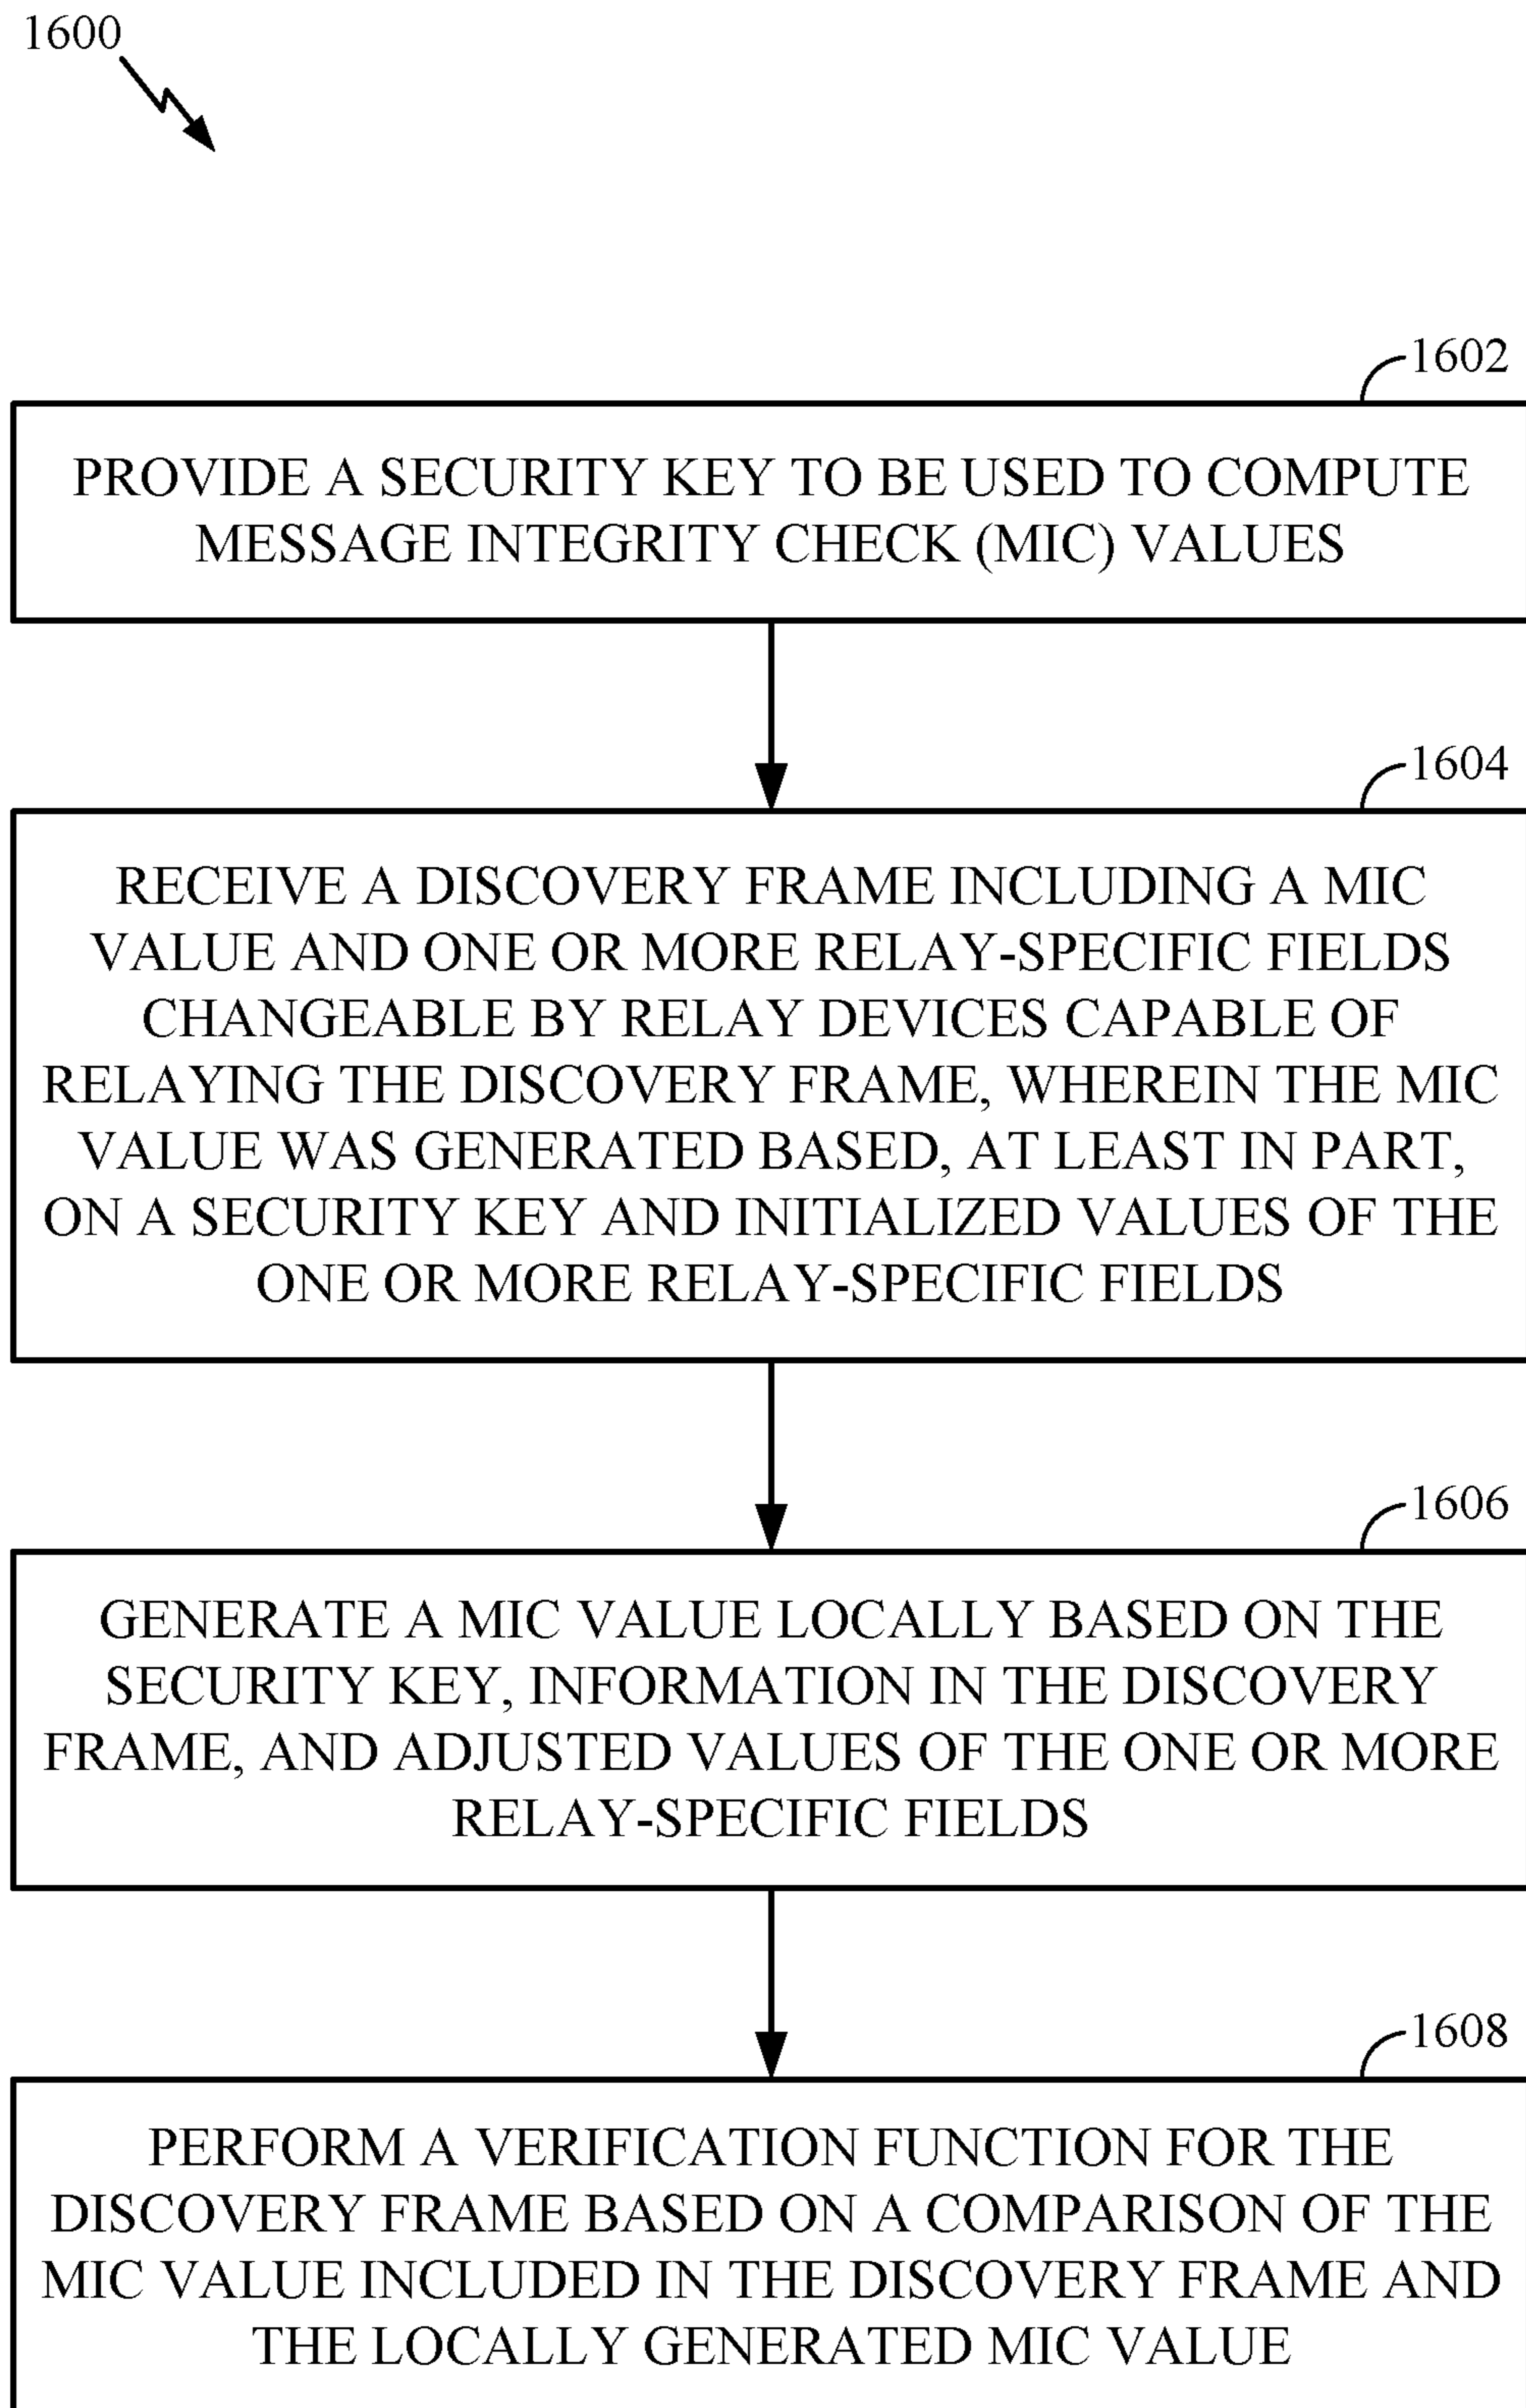 1600
1602
PROVIDE A SECURITY KEY TO BE USED TO COMPUTE
MESSAGE INTEGRITY CHECK (MIC) VALUES
1604
RECEIVE A DISCOVERY FRAME INCLUDING A MIC
VALUE AND ONE OR MORE RELAY-SPECIFIC FIELDS
CHANGEABLE BY RELAY DEVICES CAPABLE OF
RELAYING THE DISCOVERY FRAME, WHEREIN THE MIC
VALUE WAS GENERATED BASED, AT LEAST IN PART,
ON A SECURITY KEY AND INITIALIZED VALUES OF THE
ONE OR MORE RELAY-SPECIFIC FIELDS
1606
GENERATE A MIC VALUE LOCALLY BASED ON THE
SECURITY KEY, INFORMATION IN THE DISCOVERY
FRAME, AND ADJUSTED VALUES OF THE ONE OR MORE
RELAY-SPECIFIC FIELDS
1608
PERFORM A VERIFICATION FUNCTION FOR THE
DISCOVERY FRAME BASED ON A COMPARISON OF THE
MIC VALUE INCLUDED IN THE DISCOVERY FRAME AND
THE LOCALLY GENERATED MIC VALUE